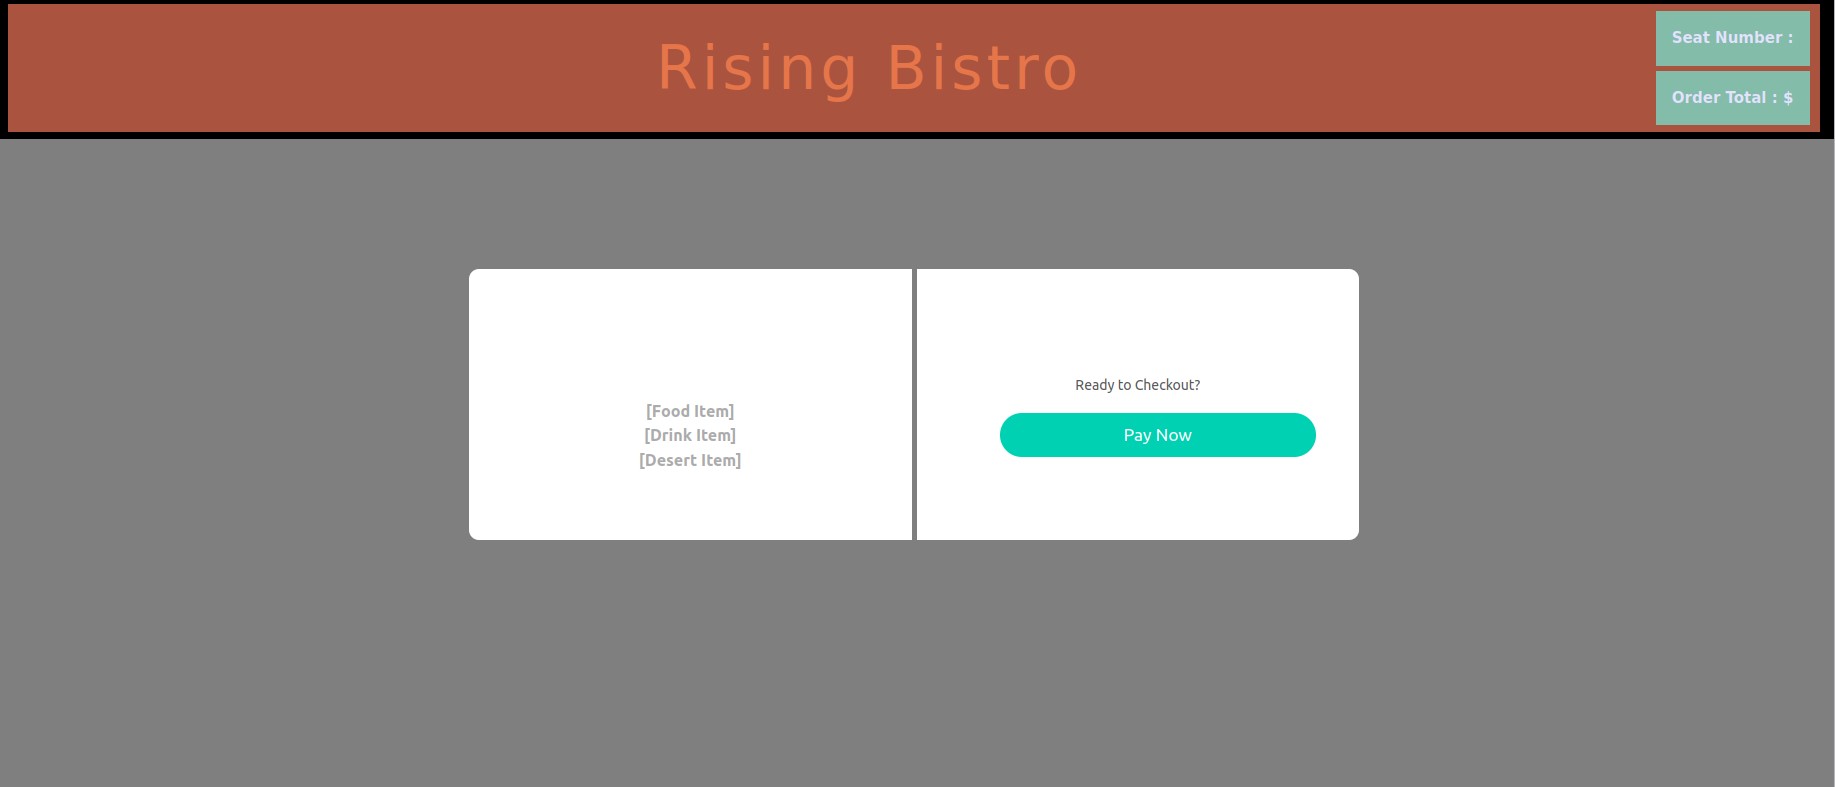 Rising Bistro
Seat Number :
Order Total : $
[Food Item]
[Drink Item]
[Desert Item]
Ready to Checkout?
Pay Now